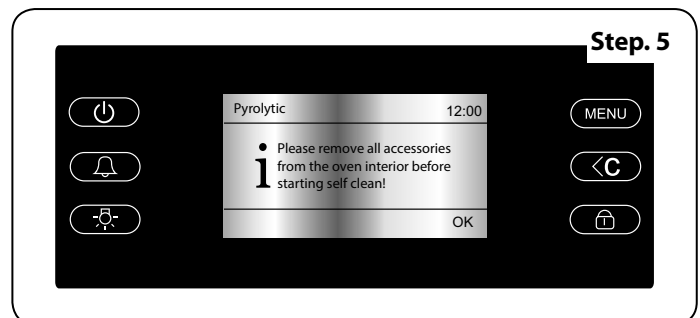 Step. 5
Pyrolytic 12:00
i Please remove all accessories
from the oven interior before
starting self clean!
OK
MENU
<C